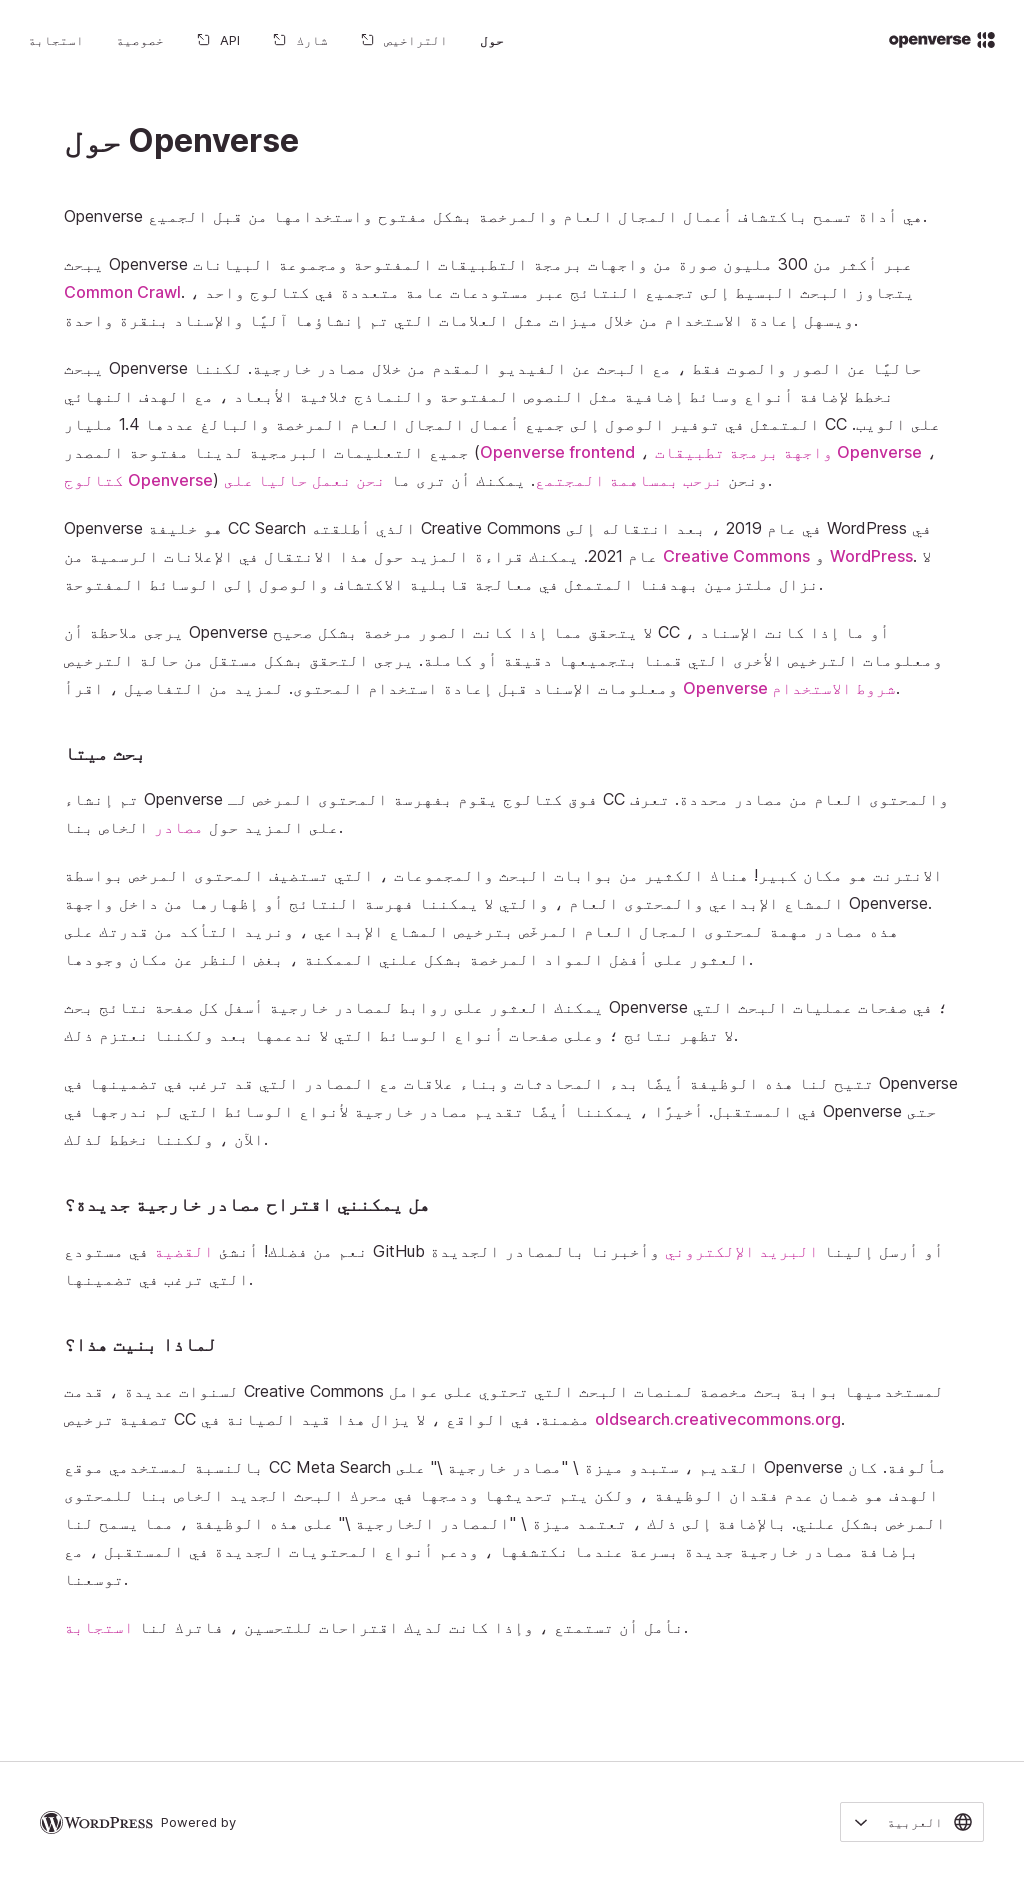 openverse
حول
التراخيص
شارك
API
خصوصية
استجابة
حول Openverse
Openverse هي أداة تسمح باكتشاف أعمال المجال العام والمرخصة بشكل مفتوح واستخدامها من قبل الجميع.
يبحث Openverse عبر أكثر من 300 مليون صورة من واجهات برمجة التطبيقات المفتوحة ومجموعة البيانات
Common Crawl. يتجاوز البحث البسيط إلى تجميع النتائج عبر مستودعات عامة متعددة في كتالوج واحد ،
ويسهل إعادة الاستخدام من خلال ميزات مثل العلامات التي تم إنشاؤها آليًا والإسناد بنقرة واحدة.
يبحث Openverse حاليًا عن الصور والصوت فقط ، مع البحث عن الفيديو المقدم من خلال مصادر خارجية. لكننا
نخطط لإضافة أنواع وسائط إضافية مثل النصوص المفتوحة والنماذج ثلاثية الأبعاد ، مع الهدف النهائي
المتمثل في توفير الوصول إلى جميع أعمال المجال العام المرخصة والبالغ عددها 1.4 مليار CC على الويب.
جميع التعليمات البرمجية لدينا مفتوحة المصدر (Openverse frontend ، واجهة برمجة تطبيقات Openverse ،
كتالوج Openverse) ونحن نرحب بمساهمة المجتمع. يمكنك أن ترى ما نحن نعمل حاليا على.
Openverse هو خليفة CC Search الذي أطلقته Creative Commons في عام 2019 ، بعد انتقاله إلى WordPress في
عام 2021. يمكنك قراءة المزيد حول هذا الانتقال في الإعلانات الرسمية من Creative Commons و WordPress. لا
نزال ملتزمين بهدفنا المتمثل في معالجة قابلية الاكتشاف والوصول إلى الوسائط المفتوحة.
يرجى ملاحظة أن Openverse لا يتحقق مما إذا كانت الصور مرخصة بشكل صحيح CC ، أو ما إذا كانت الإسناد
ومعلومات الترخيص الأخرى التي قمنا بتجميعها دقيقة أو كاملة. يرجى التحقق بشكل مستقل من حالة الترخيص
ومعلومات الإسناد قبل إعادة استخدام المحتوى. لمزيد من التفاصيل ، اقرأ Openverse شروط الاستخدام.
بحث ميتا
تم إنشاء Openverse فوق كتالوج يقوم بفهرسة المحتوى المرخص لـ CC والمحتوى العام من مصادر محددة. تعرف
على المزيد حول مصادر الخاص بنا.
الانترنت هو مكان كبير! هناك الكثير من بوابات البحث والمجموعات ، التي تستضيف المحتوى المرخص بواسطة
المشاع الإبداعي والمحتوى العام ، والتي لا يمكننا فهرسة النتائج أو إظهارها من داخل واجهة Openverse.
هذه مصادر مهمة لمحتوى المجال العام المرخّص بترخيص المشاع الإبداعي ، ونريد التأكد من قدرتك على
العثور على أفضل المواد المرخصة بشكل علني الممكنة ، بغض النظر عن مكان وجودها.
يمكنك العثور على روابط لمصادر خارجية أسفل كل صفحة نتائج بحث Openverse ؛ في صفحات عمليات البحث التي
لا تظهر نتائج ؛ وعلى صفحات أنواع الوسائط التي لا ندعمها بعد ولكننا نعتزم ذلك.
تتيح لنا هذه الوظيفة أيضًا بدء المحادثات وبناء علاقات مع المصادر التي قد ترغب في تضمينها في Openverse
في المستقبل. أخيرًا ، يمكننا أيضًا تقديم مصادر خارجية لأنواع الوسائط التي لم ندرجها في Openverse حتى
الآن ، ولكننا نخطط لذلك.
هل يمكنني اقتراح مصادر خارجية جديدة؟
نعم من فضلك! أنشئ القضية في مستودع GitHub أو أرسل إلينا البريد الإلكتروني وأخبرنا بالمصادر الجديدة
التي ترغب في تضمينها.
لماذا بنيت هذا؟
لسنوات عديدة ، قدمت Creative Commons لمستخدميها بوابة بحث مخصصة لمنصات البحث التي تحتوي على عوامل
تصفية ترخيص CC مضمنة. في الواقع ، لا يزال هذا قيد الصيانة في oldsearch.creativecommons.org.
بالنسبة لمستخدمي موقع CC Meta Search القديم ، ستبدو ميزة \ "مصادر خارجية \" على Openverse مألوفة. كان
الهدف هو ضمان عدم فقدان الوظيفة ، ولكن يتم تحديثها ودمجها في محرك البحث الجديد الخاص بنا للمحتوى
المرخص بشكل علني. بالإضافة إلى ذلك ، تعتمد ميزة \ "المصادر الخارجية \" على هذه الوظيفة ، مما يسمح لنا
بإضافة مصادر خارجية جديدة بسرعة عندما نكتشفها ، ودعم أنواع المحتويات الجديدة في المستقبل ، مع
توسعنا.
نأمل أن تستمتع ، وإذا كانت لديك اقتراحات للتحسين ، فاترك لنا استجابة.
العربية
Powered by WORDPRESS